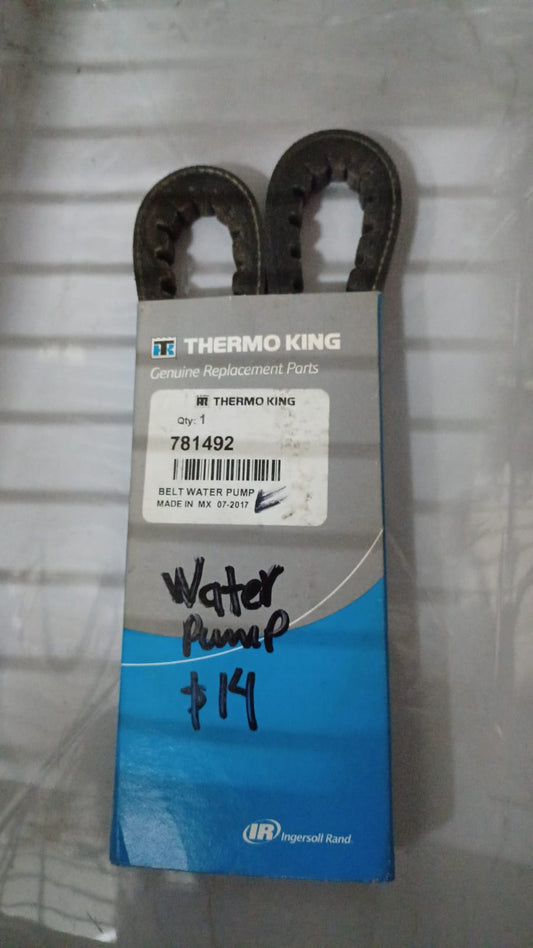 THERMO KING
Genuine Replacement Parts
THERMO KING
Qty: 1
781492
BELT WATER PUMP
MADE IN MX 07-2017
Water
Pump
$14
IR Ingersoll Rand